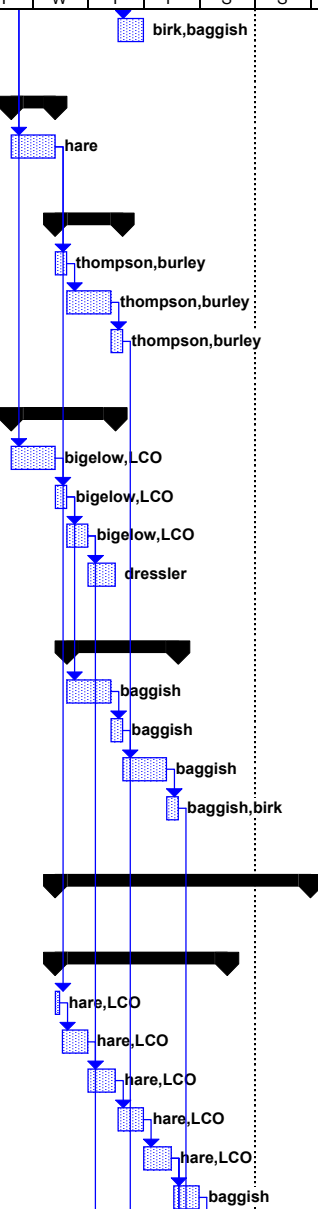 W
birk,baggish
hare
thompson,burley
thompson,burley
thompson,burley
bigelow,LCO
bigelow,LCO
bigelow,LCO
dressler
baggish
baggish
baggish
baggish,birk
hare,LCO
hare,LCO
hare,LCO
hare,LCO
hare,LCO
baggish